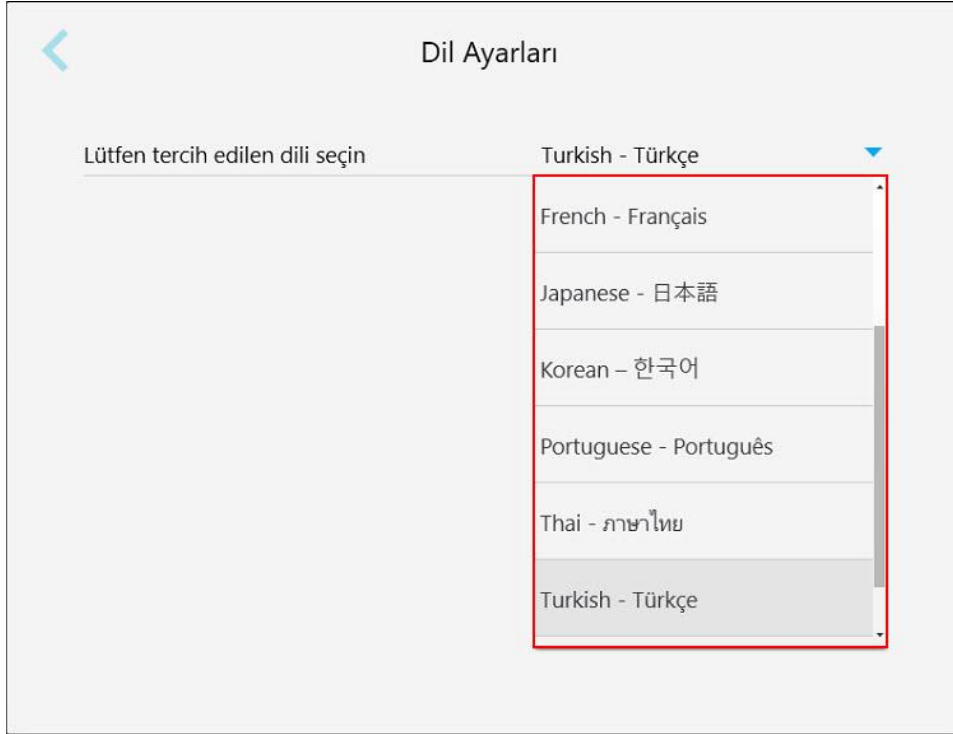 Dil Ayarları
Lütfen tercih edilen dili seçin
Turkish - Türkçe
French - Français
Japanese - 日本語
Korean – 한국어
Portuguese - Português
Thai - ภาษาไทย
Turkish - Türkçe